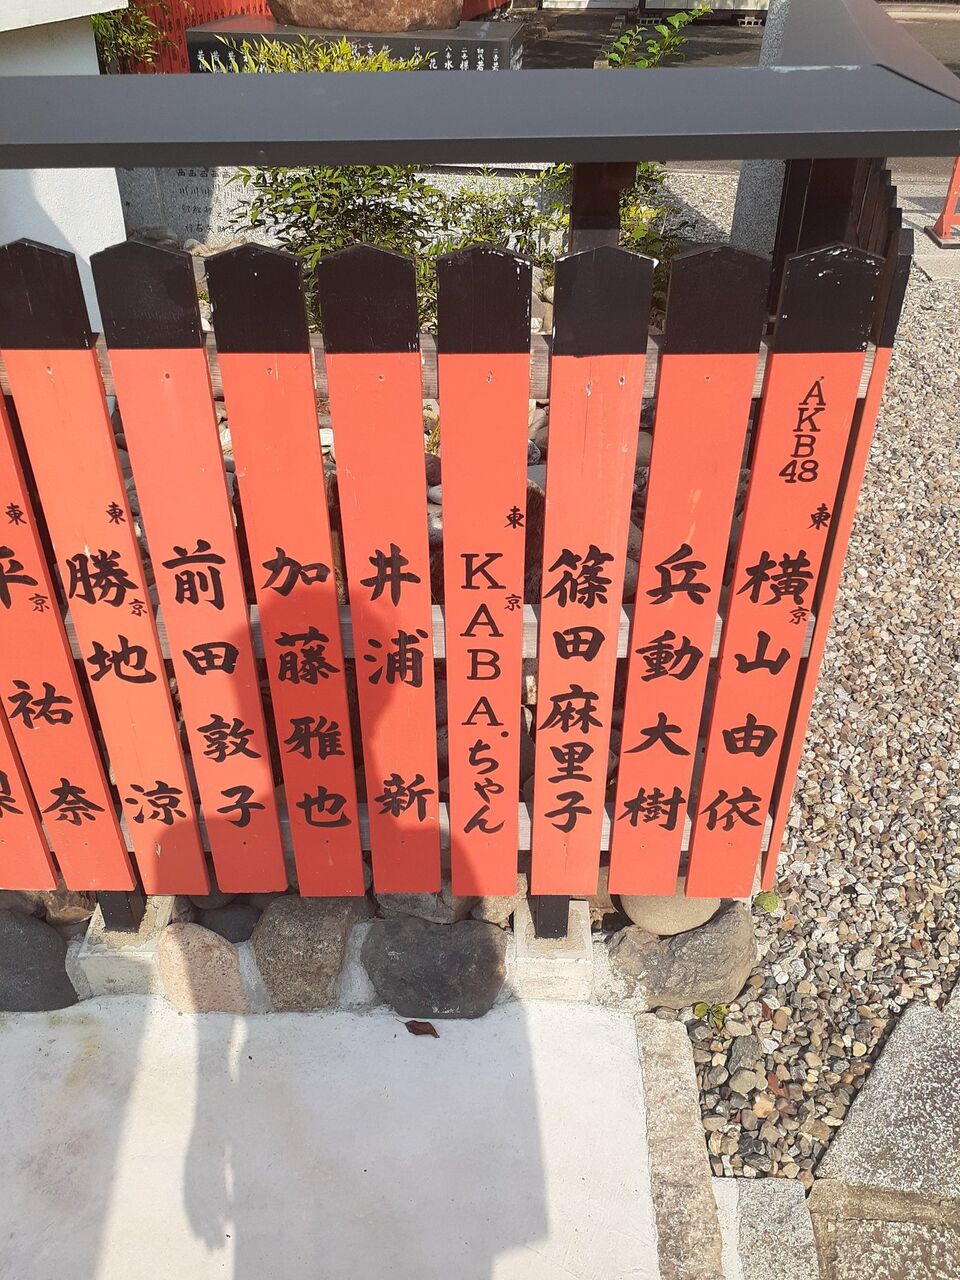 AKB48
東京
横山由依
兵動大樹
篠田麻里子
東京
KABA.ちゃん
井浦新
加藤雅也
前田敦子
東京
勝地涼
東京
平祐奈
梨